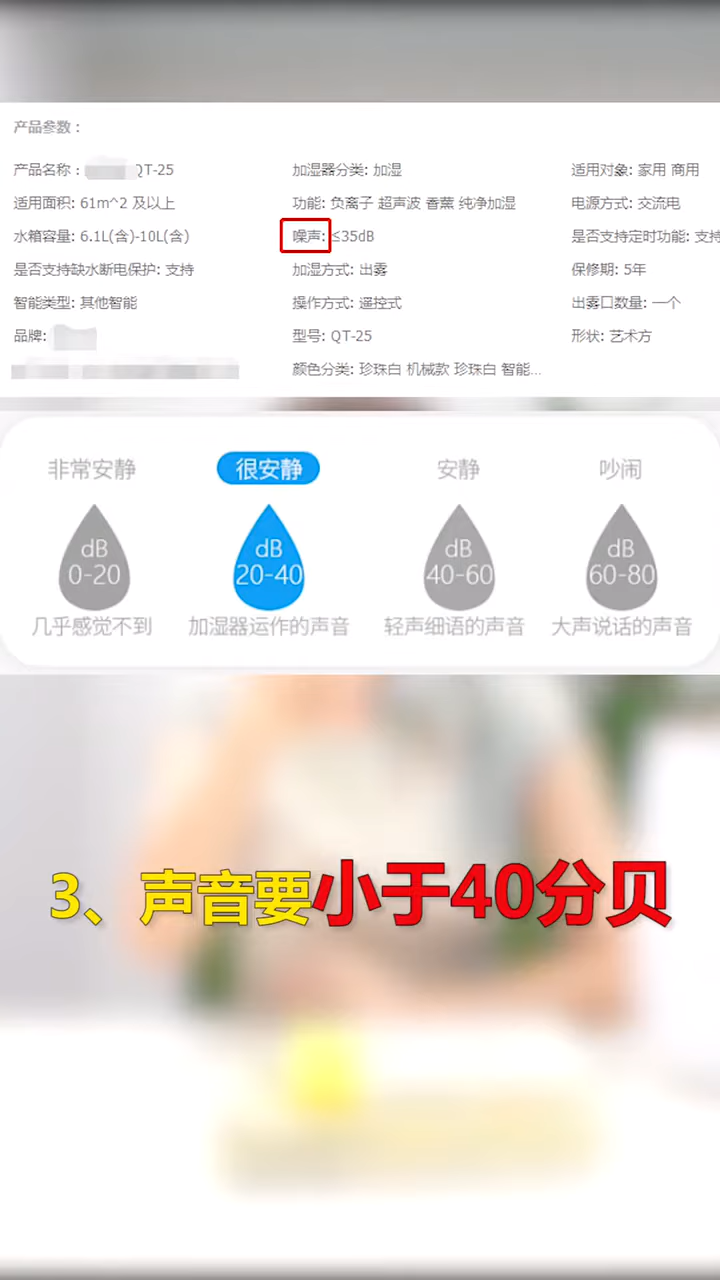 产品参数：
产品名称：QT-25 加湿器分类: 加湿 适用对象: 家用 商用
适用面积: 61m^2 及以上 功能: 负离子 超声波 香薰 纯净加湿 电源方式: 交流电
水箱容量: 6.1L(含)-10L(含) 噪声: ≤35dB 是否支持定时功能: 支持
是否支持缺水断电保护: 支持 加湿方式: 出雾 保修期: 5年
智能类型: 其他智能 操作方式: 遥控式 出雾口数量: 一个
品牌: 型号: QT-25 形状: 艺术方
颜色分类: 珍珠白 机械款 珍珠白 智能...
非常安静 很安静 安静 吵闹
dB dB dB dB
0-20 20-40 40-60 60-80
几乎感觉不到 加湿器运作的声音 轻声细语的声音 大声说话的声音
3、声音要小于40分贝